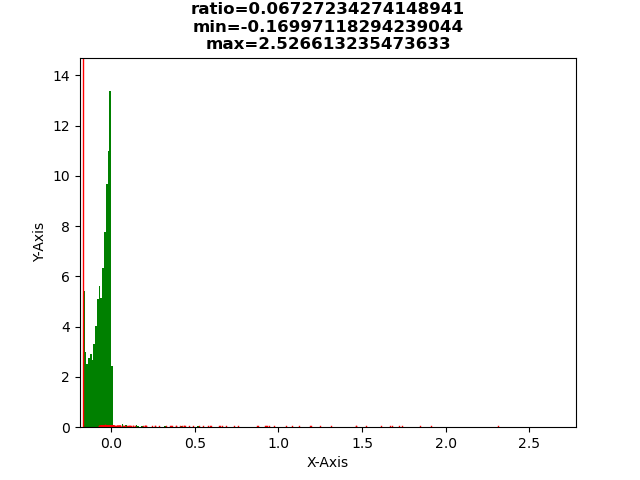 ratio=0.06727234274148941
min=-0.16997118294239044
max=2.526613235473633
14
12
10
8
6
4
2
0
Y-Axis
0.0 0.5 1.0 1.5 2.0 2.5
X-Axis